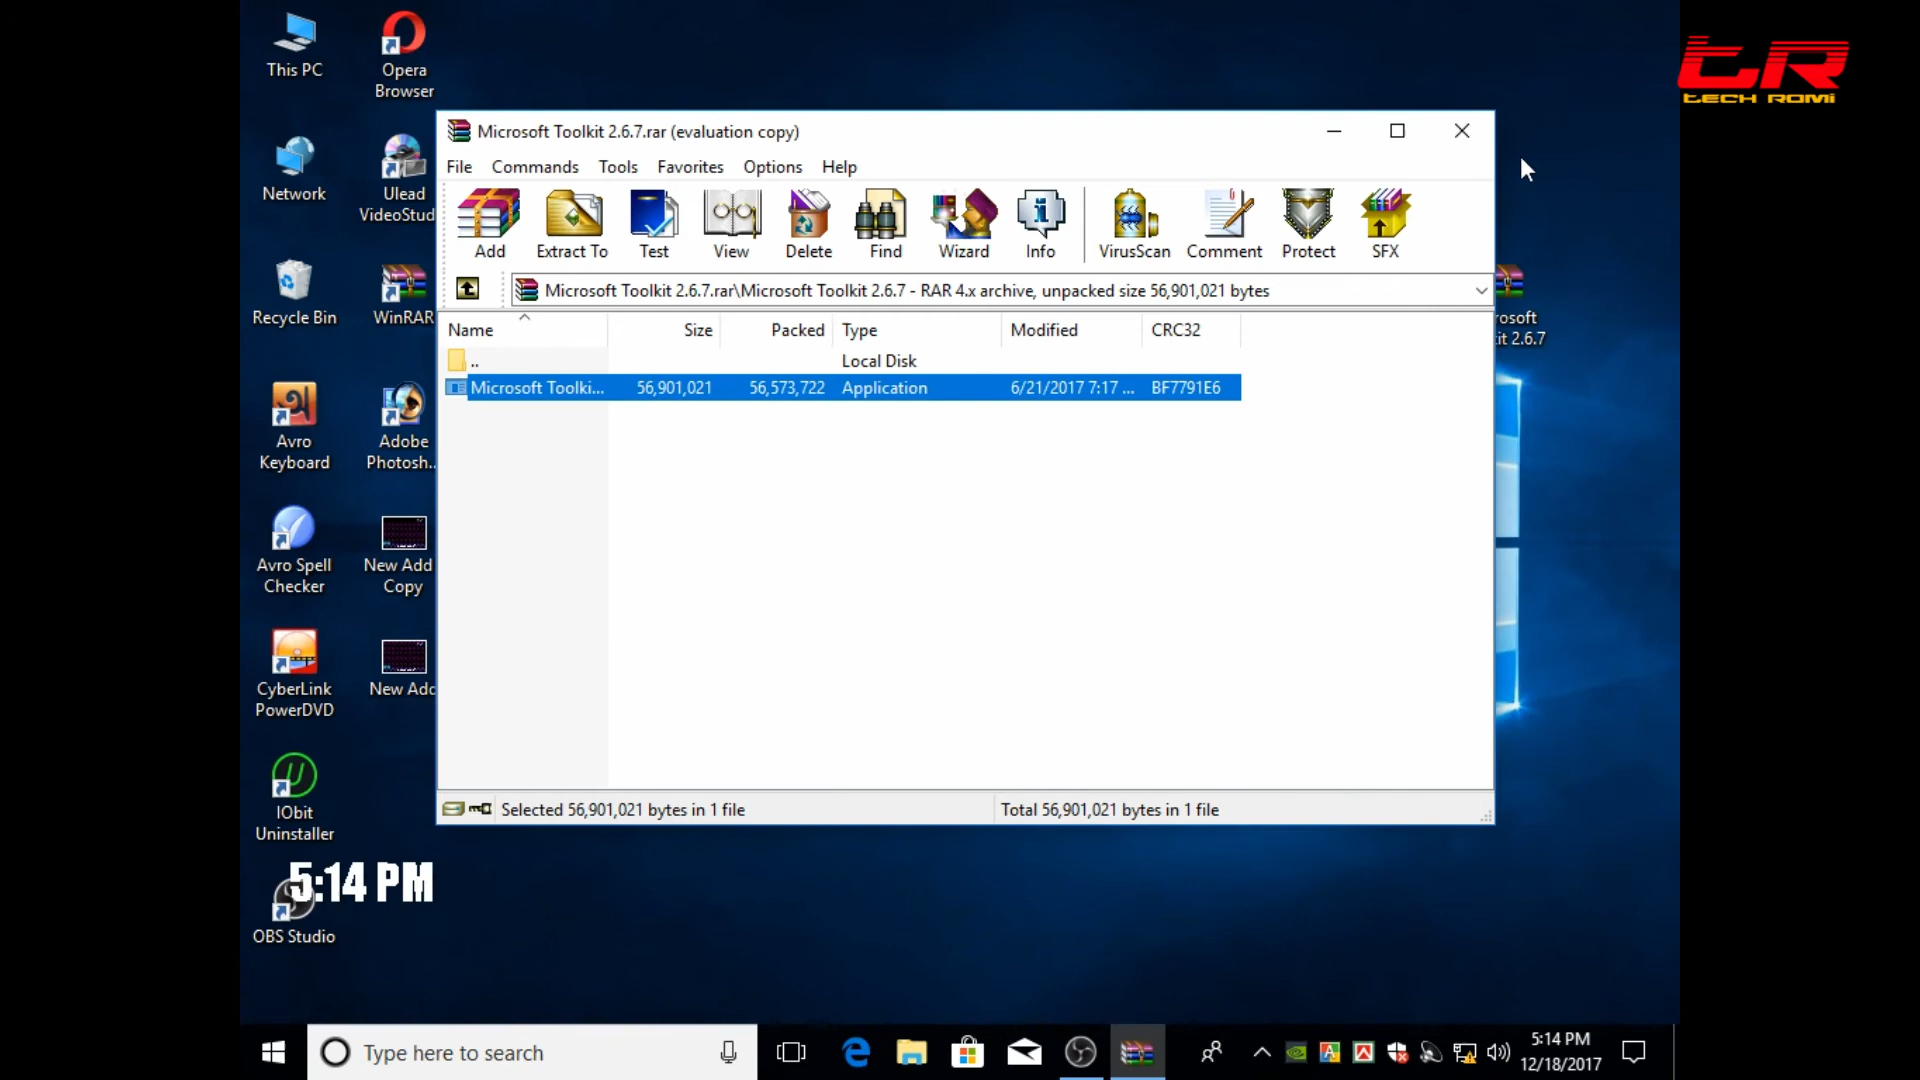 This PC
Opera
Browser
tR
tECH ROMi
Microsoft Toolkit 2.6.7.rar (evaluation copy)
File Commands Tools Favorites Options Help
Network
Ulead
VideoStud
Add Extract To Test View Delete Find Wizard Info VirusScan Comment Protect SFX
Recycle Bin
WinRAR
Microsoft Toolkit 2.6.7.rar\Microsoft Toolkit 2.6.7 - RAR 4.x archive, unpacked size 56,901,021 bytes
rosoft
it 2.6.7
Name Size Packed Type Modified CRC32
.. Local Disk
Microsoft Toolki... 56,901,021 56,573,722 Application 6/21/2017 7:17 ... BF7791E6
Avro
Keyboard
Adobe
Photosh...
Avro Spell
Checker
New Add
Copy
CyberLink
PowerDVD
New Add
IObit
Uninstaller
Selected 56,901,021 bytes in 1 file
Total 56,901,021 bytes in 1 file
5:14 PM
OBS Studio
Type here to search
5:14 PM
12/18/2017